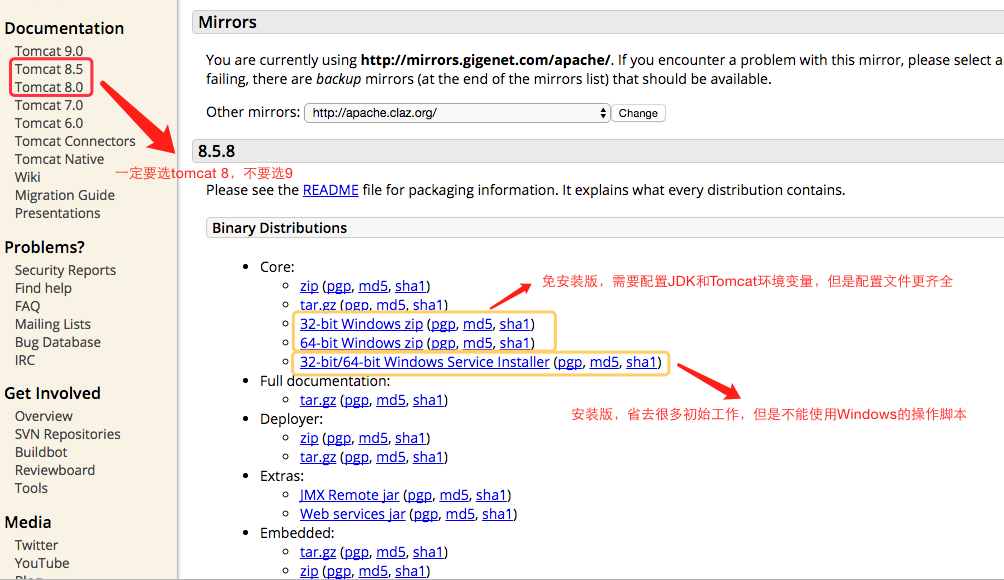 Documentation
Tomcat 9.0
Tomcat 8.5
Tomcat 8.0
Tomcat 7.0
Tomcat 6.0
Tomcat Connectors
Tomcat Native
Wiki
Migration Guide
Presentations
Problems?
Security Reports
Find help
FAQ
Mailing Lists
Bug Database
IRC
Get Involved
Overview
SVN Repositories
Buildbot
Reviewboard
Tools
Media
Twitter
YouTube
Blog
Mirrors
You are currently using http://mirrors.gigenet.com/apache/. If you encounter a problem with this mirror, please select a
failing, there are backup mirrors (at the end of the mirrors list) that should be available.
Other mirrors: http://apache.claz.org/ Change
8.5.8
一定要选tomcat 8，不要选9
Please see the README file for packaging information. It explains what every distribution contains.
Binary Distributions
Core:
zip (pgp, md5, sha1)
tar.gz (pgp, md5, sha1)
32-bit Windows zip (pgp, md5, sha1)
64-bit Windows zip (pgp, md5, sha1)
32-bit/64-bit Windows Service Installer (pgp, md5, sha1)
免安装版，需要配置JDK和Tomcat环境变量，但是配置文件更齐全
安装版，省去很多初始工作，但是不能使用Windows的操作脚本
Full documentation:
tar.gz (pgp, md5, sha1)
Deployer:
zip (pgp, md5, sha1)
tar.gz (pgp, md5, sha1)
Extras:
JMX Remote jar (pgp, md5, sha1)
Web services jar (pgp, md5, sha1)
Embedded:
tar.gz (pgp, md5, sha1)
zip (pgp, md5, sha1)